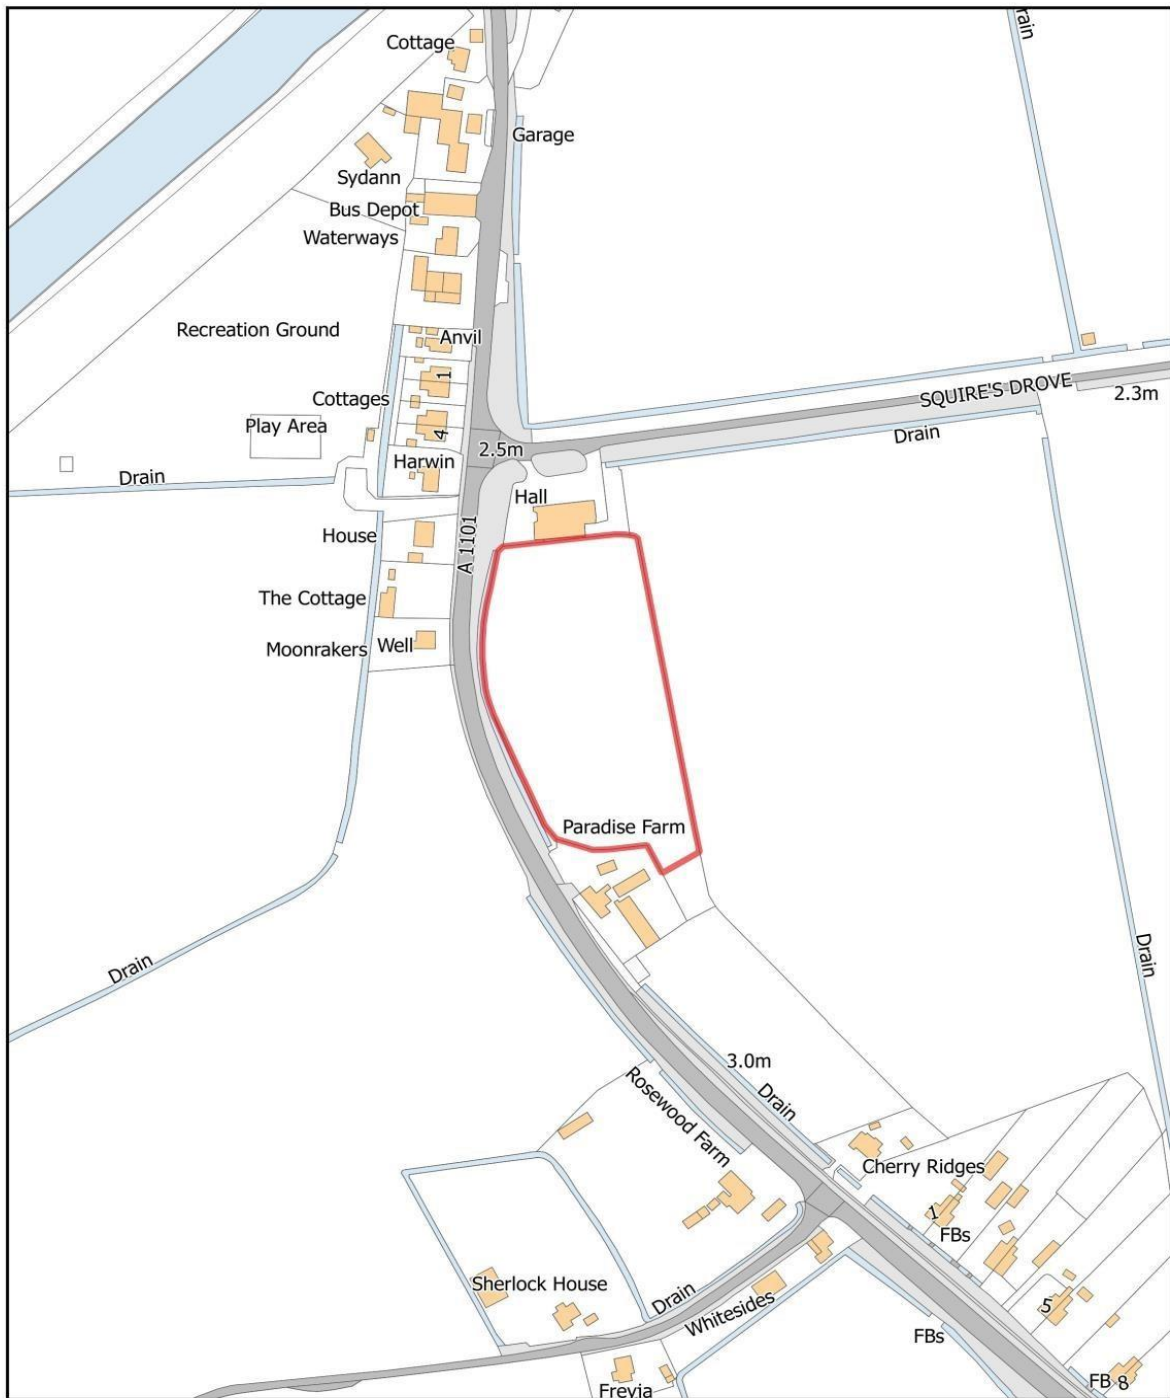 rain
Cottage
Garage
Sydann
Bus Depot
Waterways
Recreation Ground
Anvil
1
SQUIRE'S DROVE
2.3m
Cottages
Play Area
4
Drain
2.5m
Harwin
Drain
Hall
House
A 1101
The Cottage
Moonrakers
Well
Paradise Farm
Drain
Drain
3.0m
Rosewood Farm
Drain
Cherry Ridges
1
FBs
Sherlock House
Drain
Whitesides
5
FBs
FB
8
Freyia